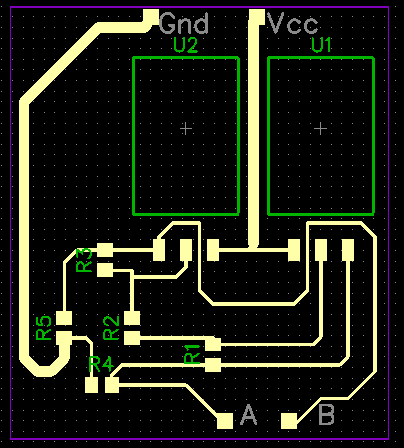 Gnd Vcc
U2 U1
R3
R5 R2
R1
R4
A B